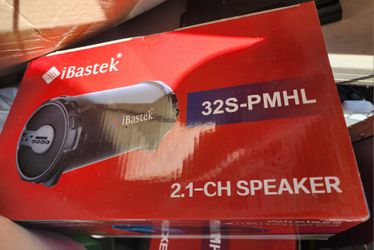 iBastek
iBastek
32S-PMHL
2.1-CH SPEAKER